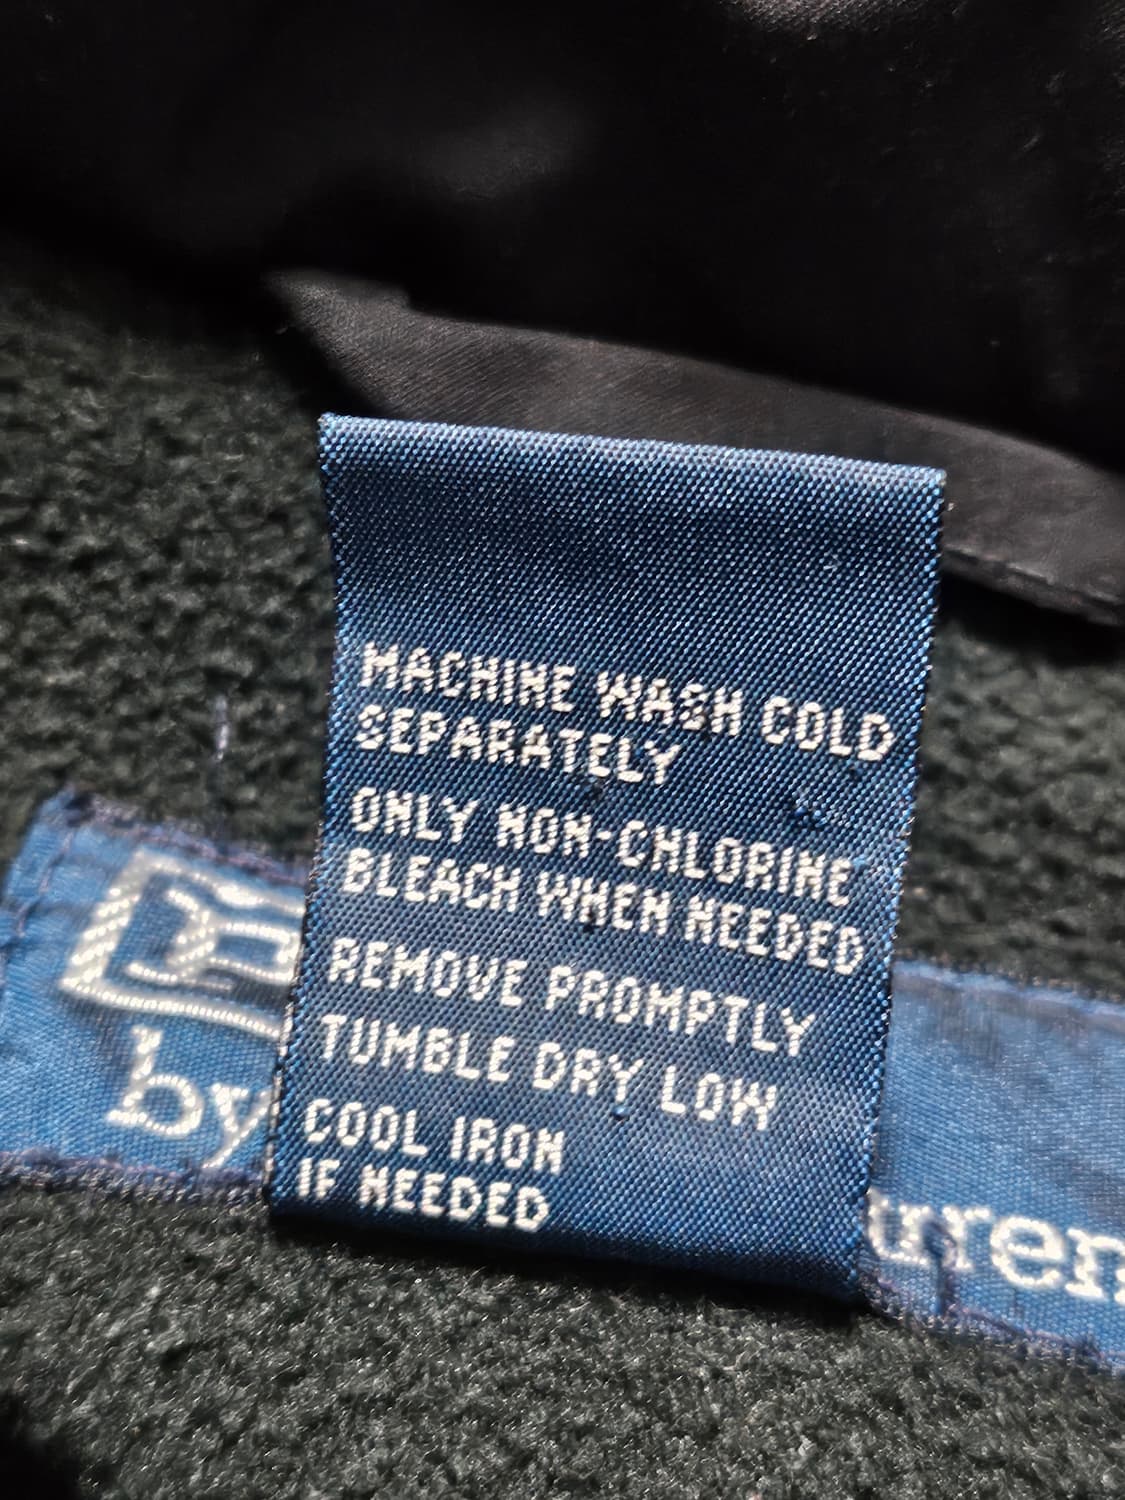 MACHINE WASH COLD
SEPARATELY
ONLY NON-CHLORINE
BLEACH WHEN NEEDED
REMOVE PROMPTLY
TUMBLE DRY LOW
COOL IRON
IF NEEDED
by